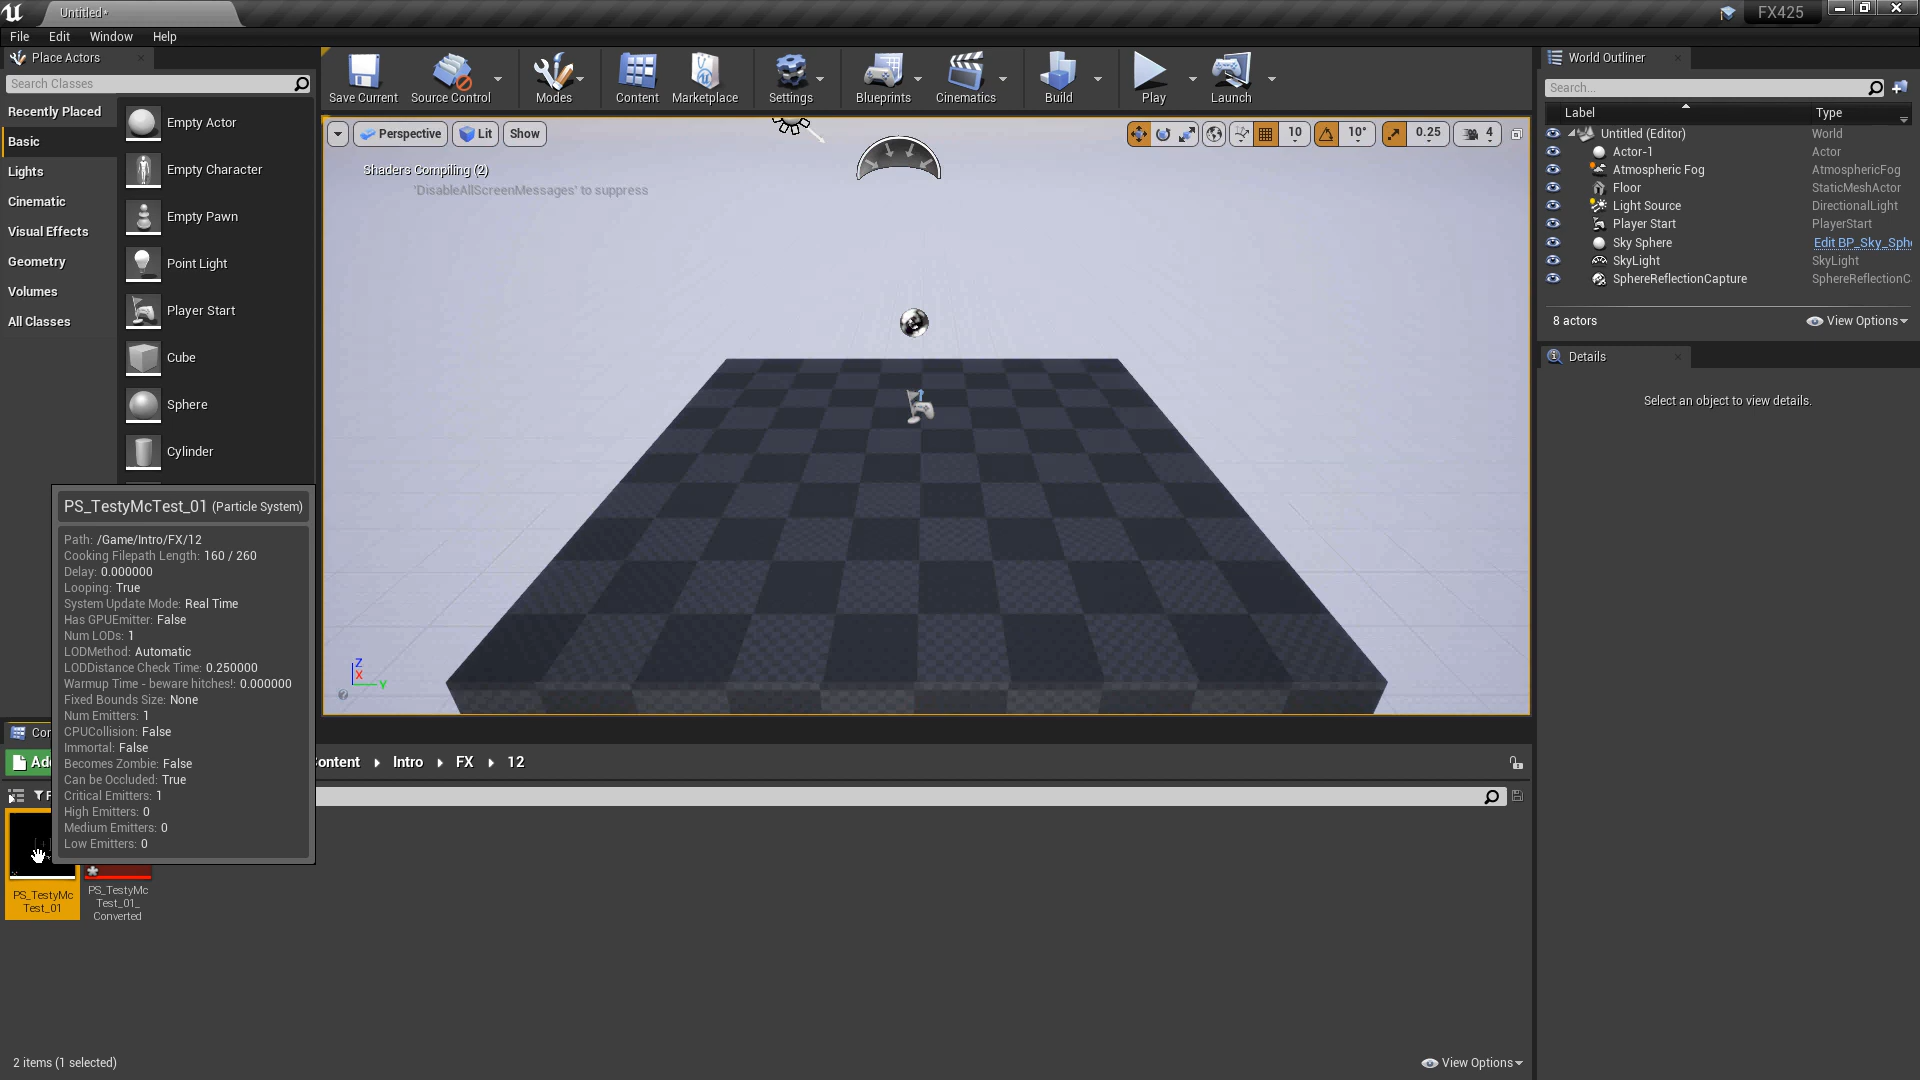 Untitled*
FX425
File Edit Window Help
Place Actors
Search Classes
Recently Placed
Basic
Lights
Cinematic
Visual Effects
Geometry
Volumes
All Classes
Empty Actor
Empty Character
Empty Pawn
Point Light
Player Start
Cube
Sphere
Cylinder
Save Current Source Control Modes Content Marketplace Settings Blueprints Cinematics Build Play Launch
Perspective Lit Show
10 10° 0.25 4
Shaders Compiling (2)
'DisableAllScreenMessages' to suppress
Z
X
Y
World Outliner
Search...
Label Type
Untitled (Editor) World
Actor-1 Actor
Atmospheric Fog AtmosphericFog
Floor StaticMeshActor
Light Source DirectionalLight
Player Start PlayerStart
Sky Sphere Edit BP_Sky_Sph
SkyLight SkyLight
SphereReflectionCapture SphereReflectionC
8 actors View Options
Details
Select an object to view details.
PS_TestyMcTest_01 (Particle System)
Path: /Game/Intro/FX/12
Cooking Filepath Length: 160 / 260
Delay: 0.000000
Looping: True
System Update Mode: Real Time
Has GPUEmitter: False
Num LODs: 1
LODMethod: Automatic
LODDistance Check Time: 0.250000
Warmup Time - beware hitches!: 0.000000
Fixed Bounds Size: None
Num Emitters: 1
CPUCollision: False
Immortal: False
Becomes Zombie: False
Can be Occluded: True
Critical Emitters: 1
High Emitters: 0
Medium Emitters: 0
Low Emitters: 0
Con
Add
ontent Intro FX 12
F
PS_TestyMc
Test_01
PS_TestyMc
Test_01_
Converted
2 items (1 selected)
View Options